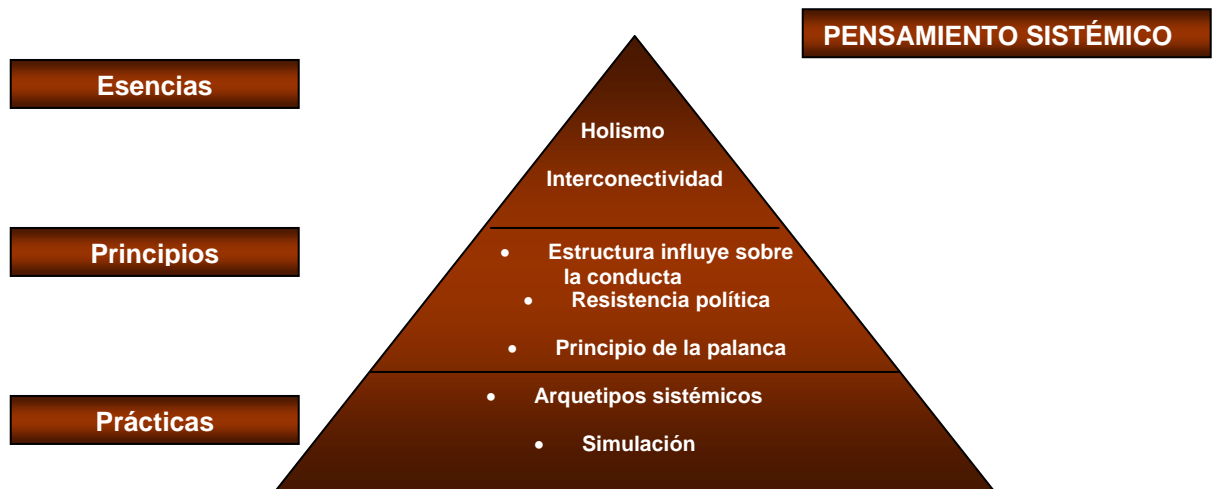 PENSAMIENTO SISTÉMICO
Esencias
Holismo
Interconectividad
Principios
• Estructura influye sobre
la conducta
• Resistencia política
• Principio de la palanca
Prácticas
• Arquetipos sistémicos
• Simulación